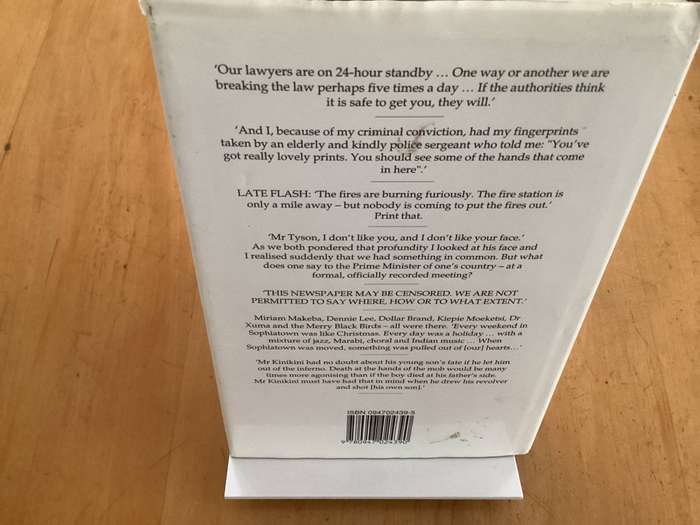 'Our lawyers are on 24-hour standby … One way or another we are
breaking the law perhaps five times a day … If the authorities think
it is safe to get you, they will.'
'And I, because of my criminal conviction, had my fingerprints
taken by an elderly and kindly police sergeant who told me: "You've
got really lovely prints. You should see some of the hands that come
in here".'
LATE FLASH: 'The fires are burning furiously. The fire station is
only a mile away – but nobody is coming to put the fires out.'
Print that.
'Mr Tyson, I don't like you, and I don't like your face.'
As we both pondered that profundity I looked at his face and
I realised suddenly that we had something in common. But what
does one say to the Prime Minister of one's country – at a
formal, officially recorded meeting?
'THIS NEWSPAPER MAY BE CENSORED. WE ARE NOT
PERMITTED TO SAY WHERE, HOW OR TO WHAT EXTENT.'
Miriam Makeba, Dennie Lee, Dollar Brand, Kiepie Moeketsi, Dr
Xuma and the Merry Black Birds – all were there. 'Every weekend in
Sophiatown was like Christmas. Every day was a holiday … with a
mixture of jazz, Marabi, choral and Indian music … When
Sophiatown was moved, something was pulled out of [our] hearts…'
'Mr Kinikini had no doubt about his young son's fate if he let him
out of the inferno. Death at the hands of the mob would be many
times more agonising than if the boy died at his father's side.
Mr Kinikini must have had that in mind when he drew his revolver
and shot [his own son].'
ISBN 094702439-5
9 780947 024390